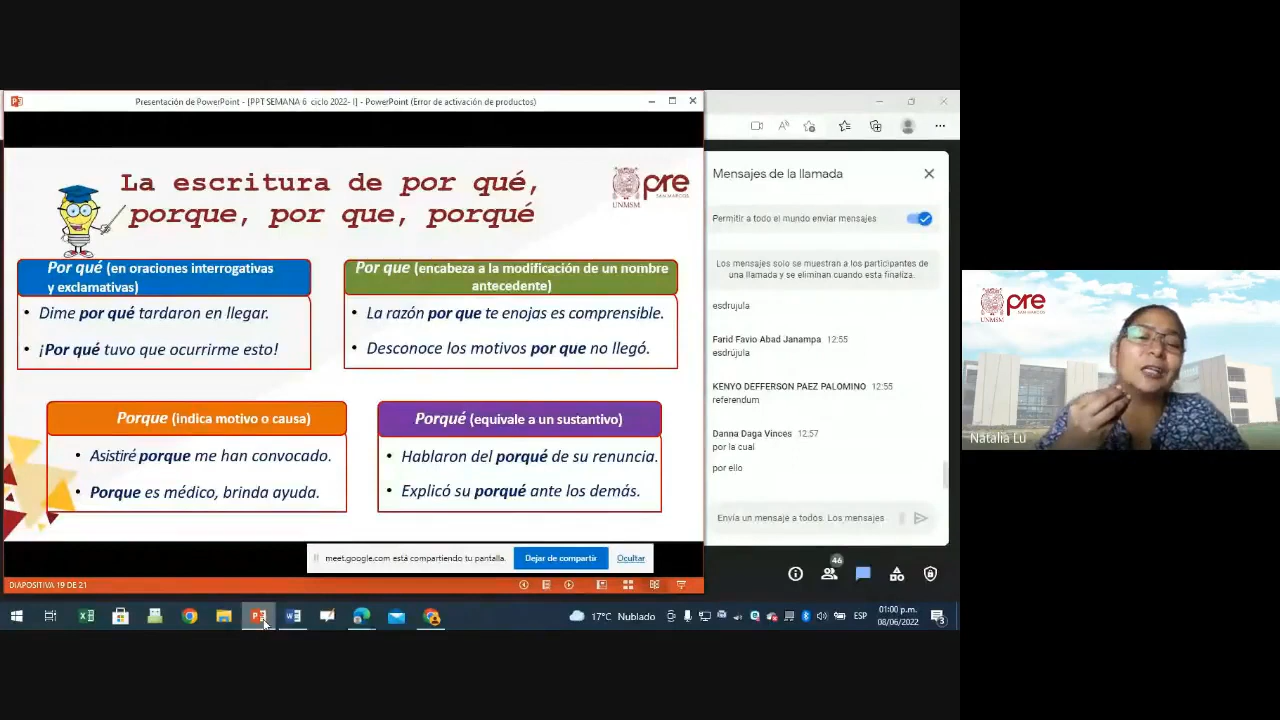 Presentación de PowerPoint - [PPT SEMANA 6 ciclo 2022- I] - PowerPoint (Error de activación de productos)
La escritura de por qué,
porque, por que, porqué
UNMSM
pre
SAN MARCOS
Por qué (en oraciones interrogativas
y exclamativas)
• Dime por qué tardaron en llegar.
• ¡Por qué tuvo que ocurrirme esto!
Por que (encabeza a la modificación de un nombre
antecedente)
• La razón por que te enojas es comprensible.
• Desconoce los motivos por que no llegó.
Porque (indica motivo o causa)
• Asistiré porque me han convocado.
• Porque es médico, brinda ayuda.
Porqué (equivale a un sustantivo)
• Hablaron del porqué de su renuncia.
• Explicó su porqué ante los demás.
meet.google.com está compartiendo tu pantalla.
Dejar de compartir
Ocultar
DIAPOSITIVA 19 DE 21
Mensajes de la llamada
Permitir a todo el mundo enviar mensajes
Los mensajes solo se muestran a los participantes de
una llamada y se eliminan cuando esta finaliza.
esdrujula
Farid Favio Abad Janampa 12:55
esdrújula
KENYO DEFFERSON PAEZ PALOMINO 12:55
referendum
Danna Daga Vinces 12:57
por la cual
por ello
Envía un mensaje a todos. Los mensajes
46
17°C Nublado
ESP
01:00 p.m.
08/06/2022
3
UNMSM
pre
SAN MARCOS
Natalia Lu